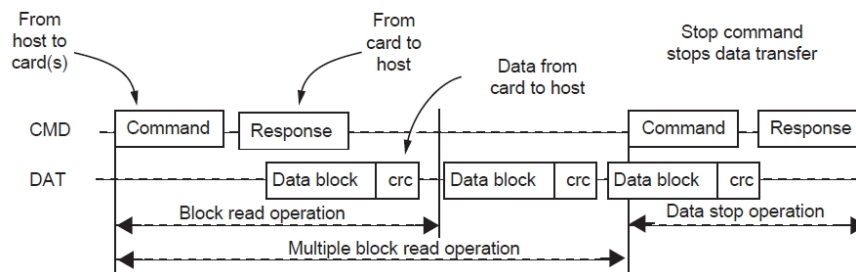 From
host to
card(s)
From
card to
host
Data from
card to host
Stop command
stops data transfer
CMD
Command
Response
Command
Response
DAT
Data block
crc
Data block
crc
Data block
crc
Block read operation
Data stop operation
Multiple block read operation